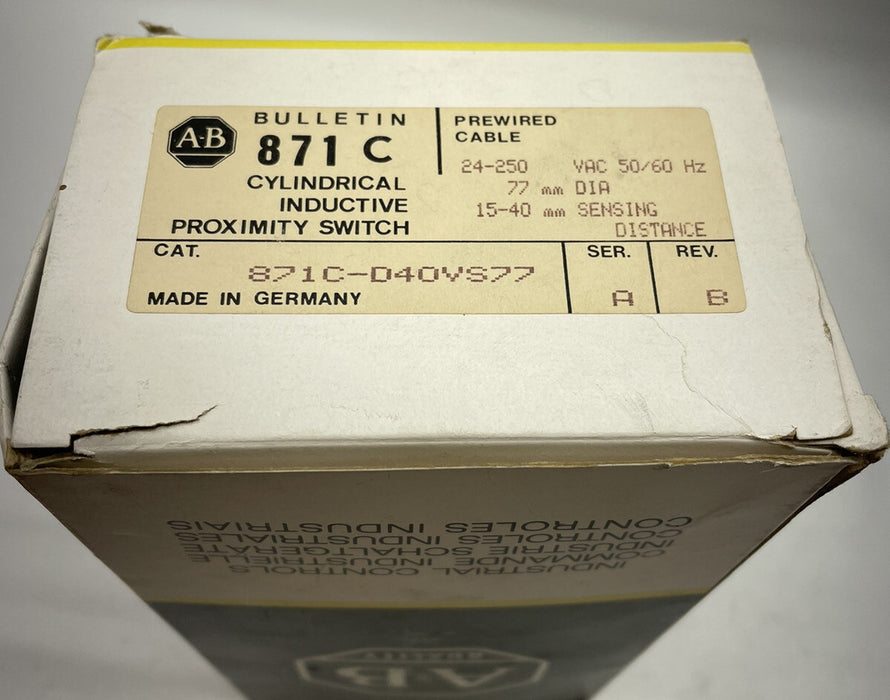 A-B
BULLETIN
871 C
CYLINDRICAL
INDUCTIVE
PROXIMITY SWITCH
PREWIRED
CABLE
24-250 VAC 50/60 Hz
77 mm DIA
15-40 mm SENSING
DISTANCE
CAT.
871C-D40VS77
MADE IN GERMANY
SER.
A
REV.
B
INDUSTRIAL CONTROLS
COMMANDE INDUSTRIELLE
INDUSTRIE SCHALTGERÄTE
CONTROLES INDUSTRIALES
CONTROLES INDUSTRIAIS
A-B